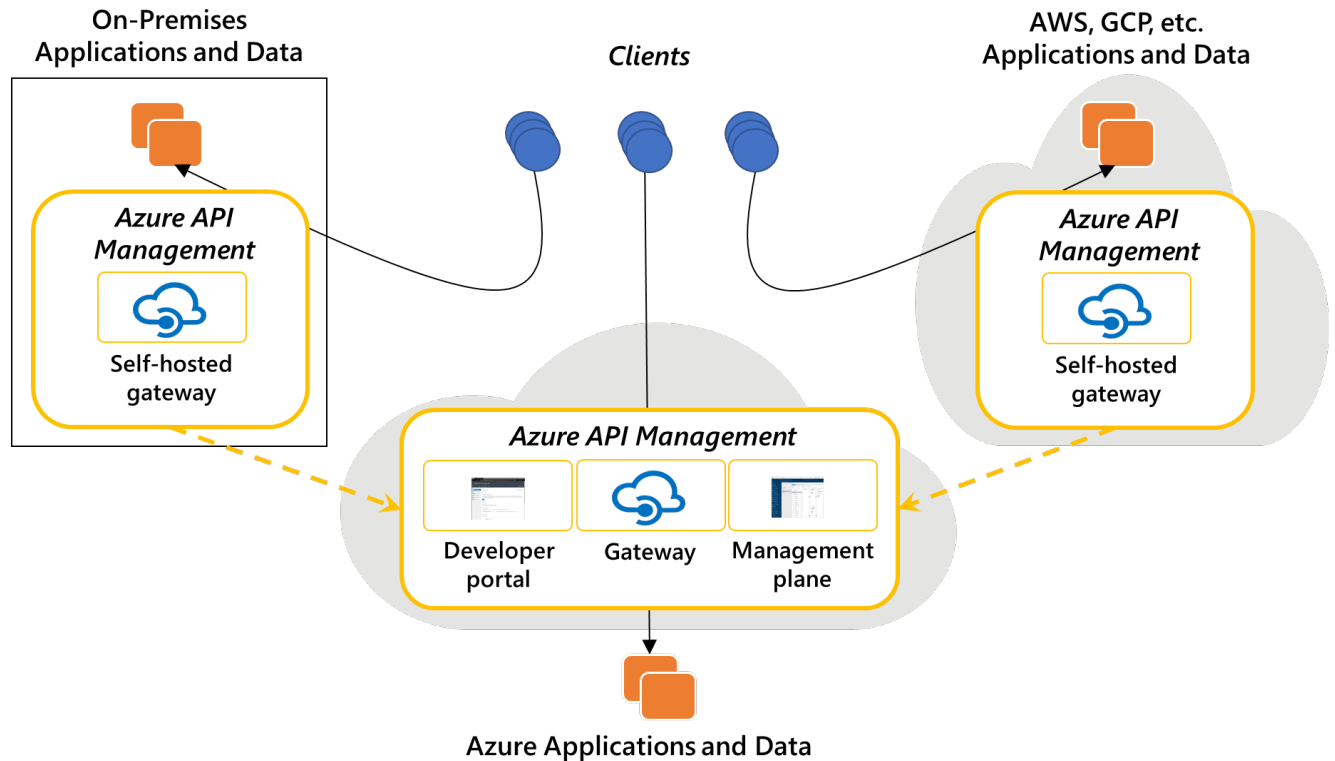 On-Premises
Applications and Data
Clients
AWS, GCP, etc.
Applications and Data
Azure API
Management
Self-hosted
gateway
Azure API
Management
Self-hosted
gateway
Azure API Management
Developer
portal
Gateway
Management
plane
Azure Applications and Data